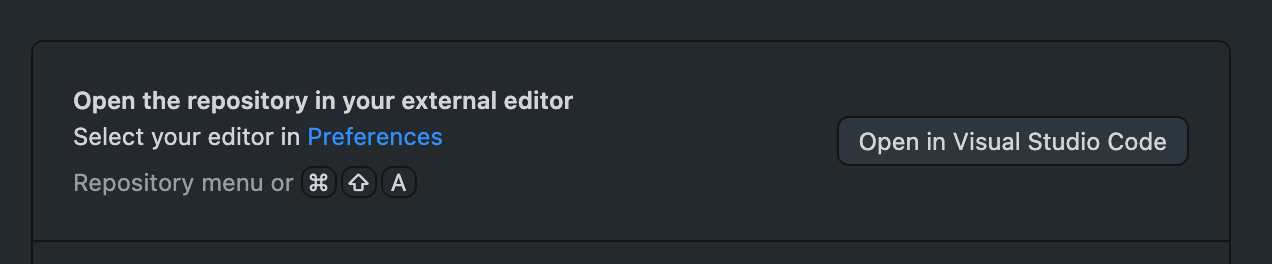 Open the repository in your external editor
Select your editor in Preferences
Open in Visual Studio Code
Repository menu or ⌘ ⇧ A